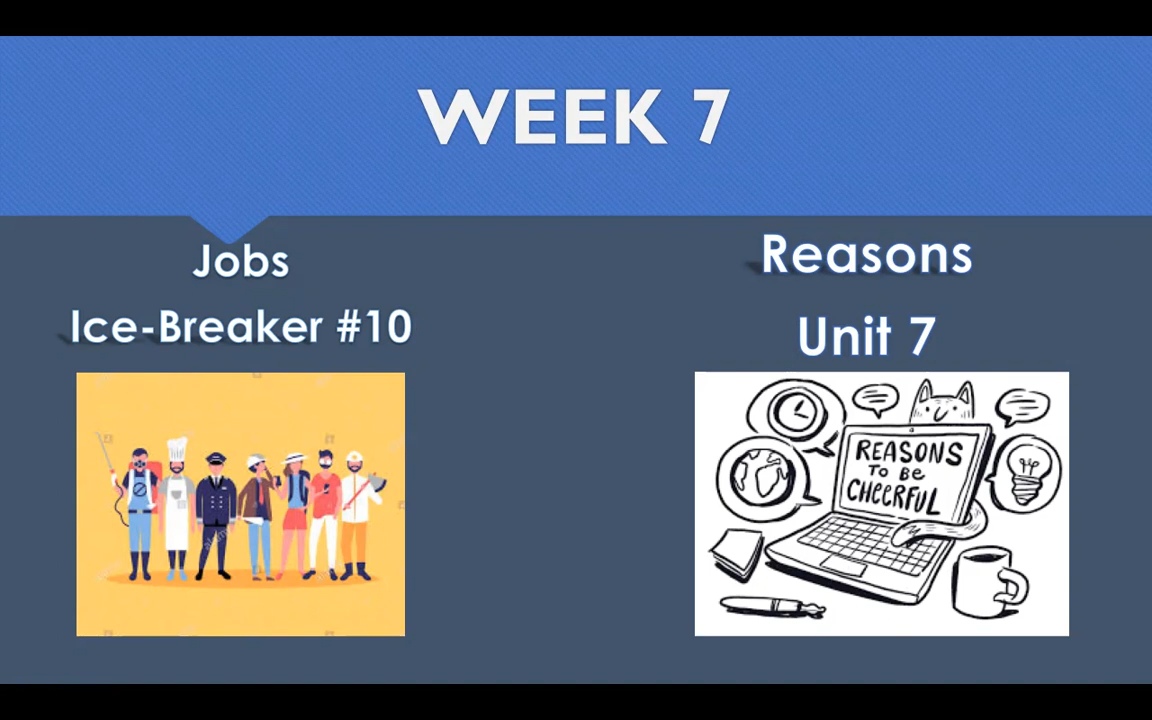 WEEK 7
Jobs
Ice-Breaker #10
Reasons
Unit 7
REASONS
TO BE
CHEERFUL